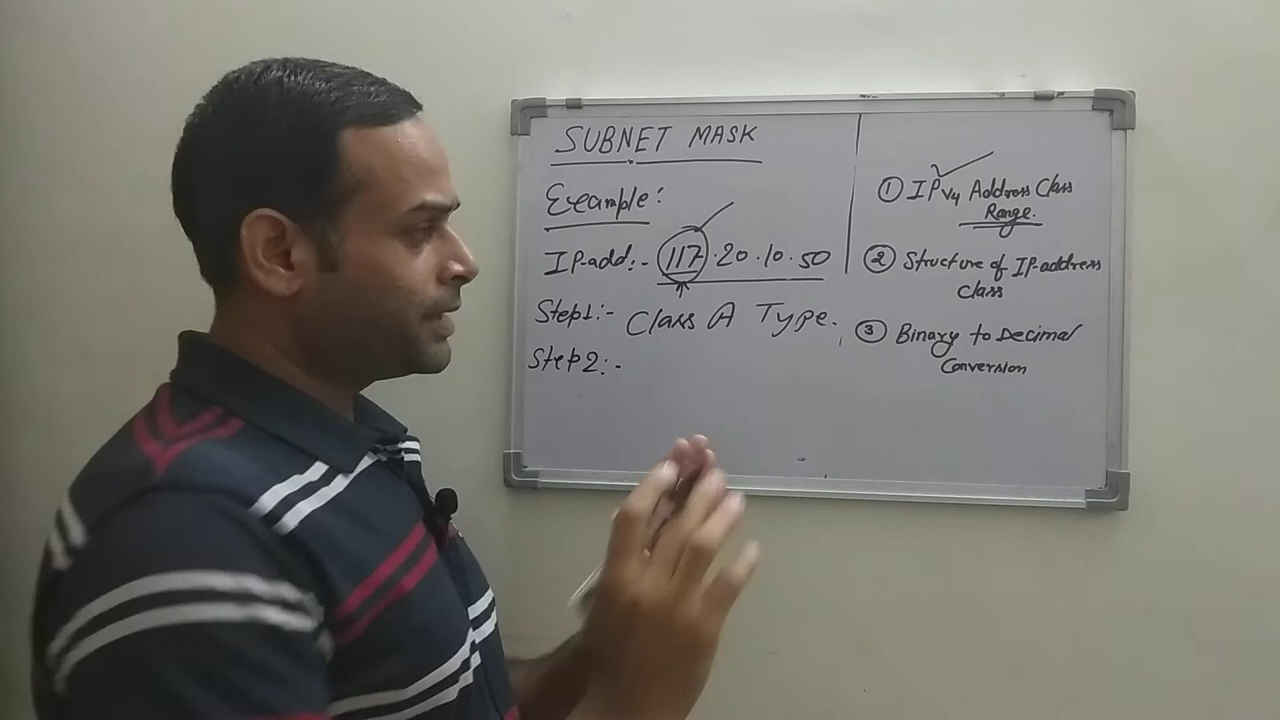 SUBNET MASK
Example:
IP-add:- 117.20.10.50
Step1:- Class A Type.
Step2:-
① IPv4 Address Class
Range.
② Structure of IP-address
Class
③ Binary to Decimal
Conversion